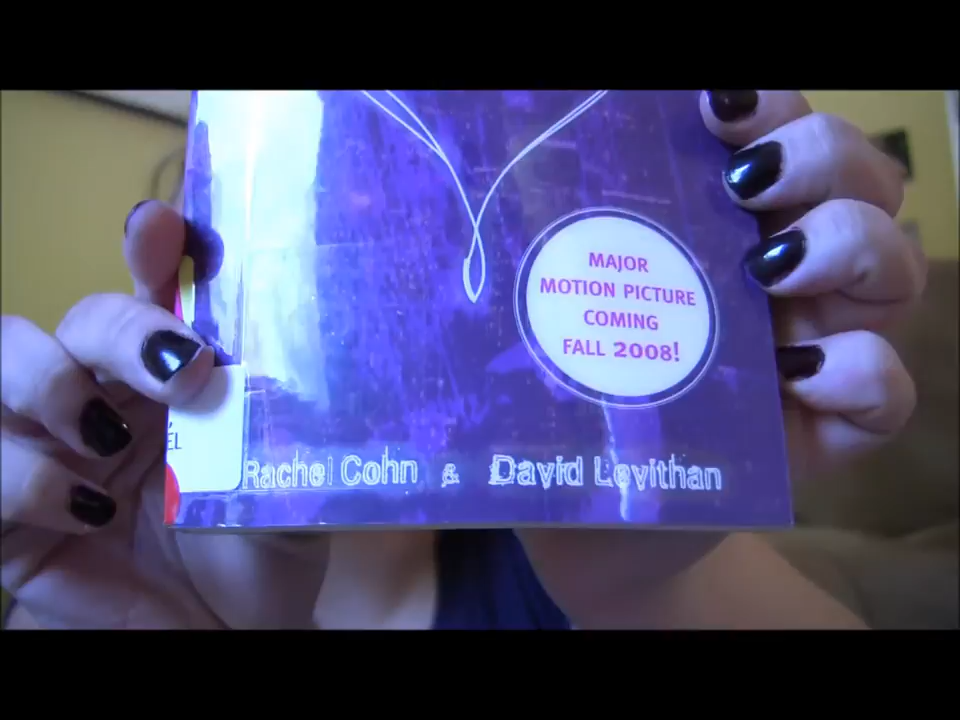 MAJOR
MOTION PICTURE
COMING
FALL 2008!
Rachel Cohn & David Levithan